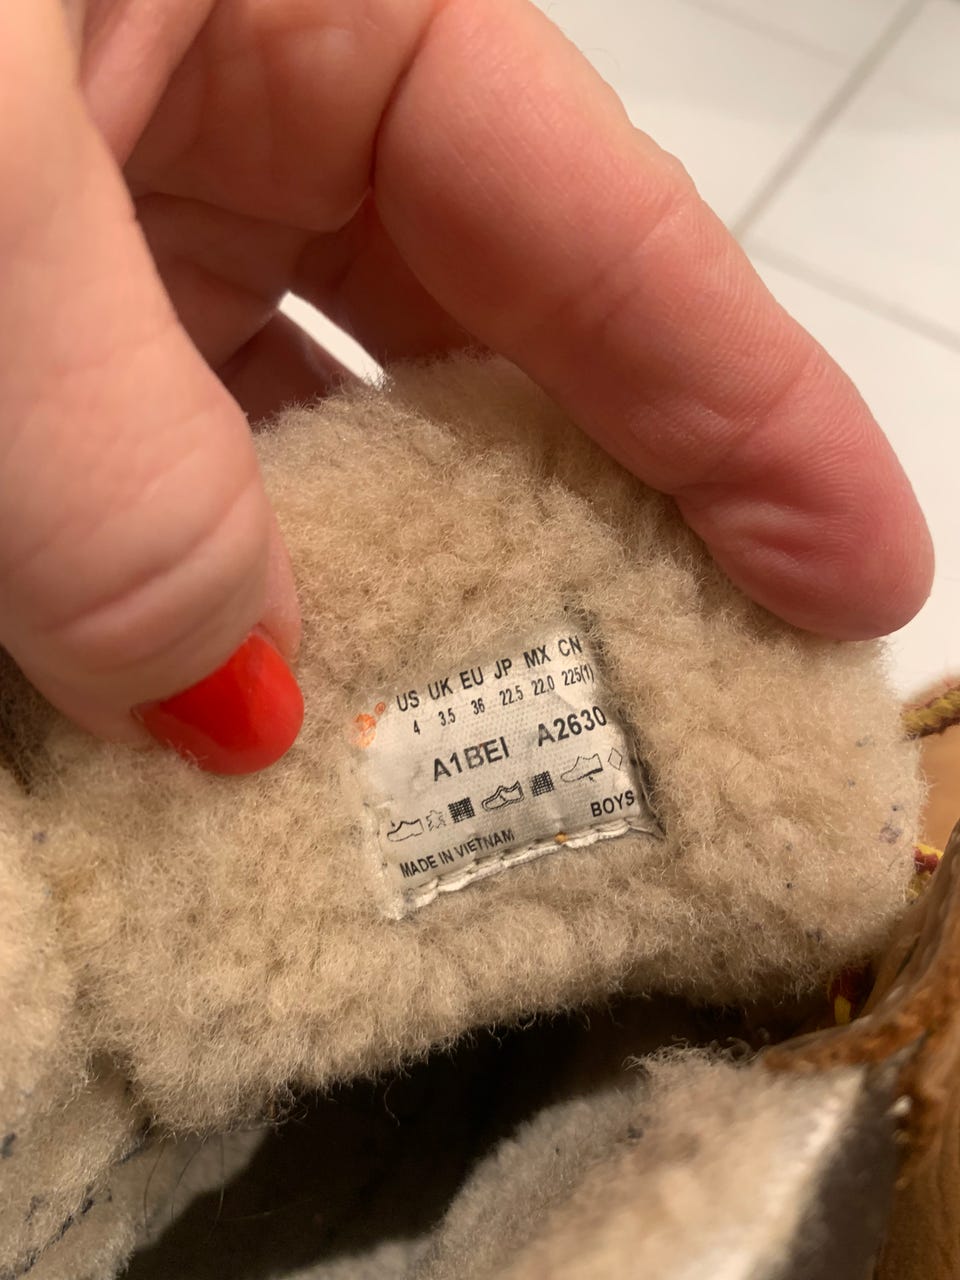 US UK EU JP MX CN
4 3.5 36 22.5 22.0 225(1)
A1BEI A2630
BOYS
MADE IN VIETNAM